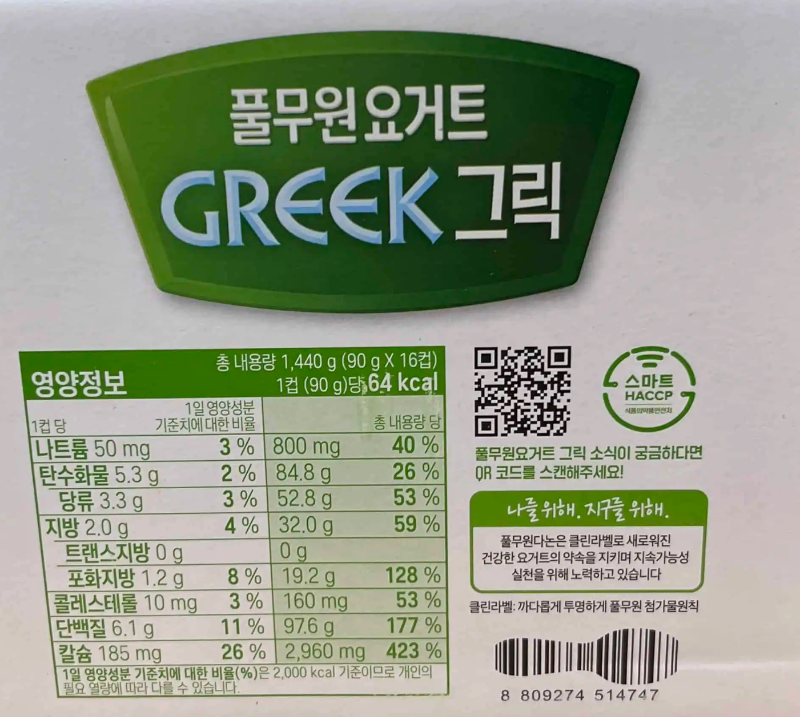 풀무원요거트
GREEK 그릭
영양정보
총 내용량 1,440 g (90 g X 16컵)
1컵 (90 g)당 64 kcal
1컵 당 1일 영양성분 기준치에 대한 비율 총 내용량 당
나트륨 50 mg 3 % 800 mg 40 %
탄수화물 5.3 g 2 % 84.8 g 26 %
당류 3.3 g 3 % 52.8 g 53 %
지방 2.0 g 4 % 32.0 g 59 %
트랜스지방 0 g 0 g
포화지방 1.2 g 8 % 19.2 g 128 %
콜레스테롤 10 mg 3 % 160 mg 53 %
단백질 6.1 g 11 % 97.6 g 177 %
칼슘 185 mg 26 % 2,960 mg 423 %
1일 영양성분 기준치에 대한 비율(%)은 2,000 kcal 기준이므로 개인의
필요 열량에 따라 다를 수 있습니다.
스마트
HACCP
식품의약품안전처
풀무원요거트 그릭 소식이 궁금하다면
QR 코드를 스캔해주세요!
나를 위해. 지구를 위해.
풀무원다논은 클린라벨로 새로워진
건강한 요거트의 약속을 지키며 지속가능성
실천을 위해 노력하고 있습니다
클린라벨: 까다롭게 투명하게 풀무원 첨가물원칙
8 809274 514747